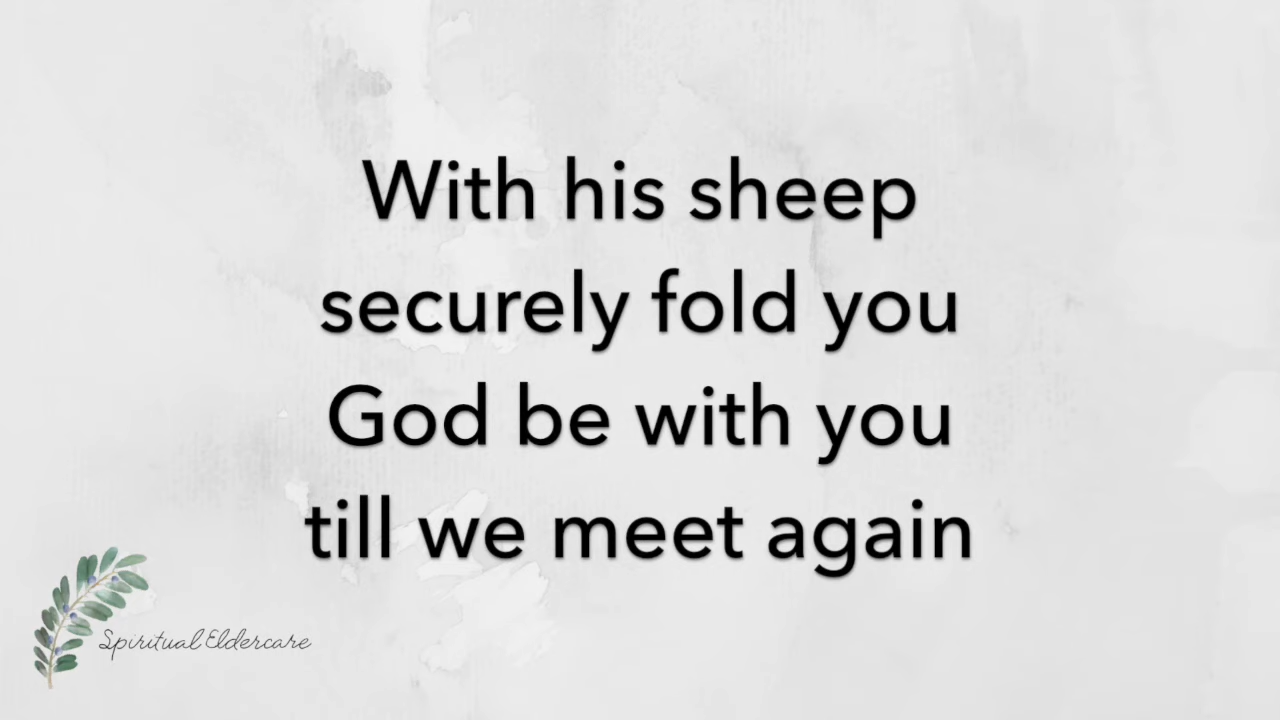 With his sheep
securely fold you
God be with you
till we meet again
Spiritual Eldercare